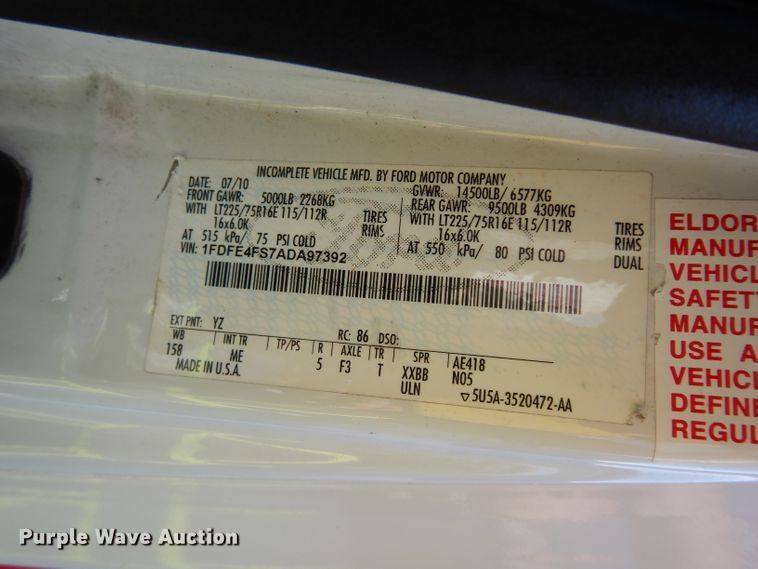 INCOMPLETE VEHICLE MFD. BY FORD MOTOR COMPANY
DATE: 07/10 GVWR: 14500LB/ 6577KG
FRONT GAWR: 5000LB 2268KG REAR GAWR: 9500LB 4309KG
WITH LT225/75R16E 115/112R TIRES WITH LT225/75R16E 115/112R TIRES
16x6.0K RIMS 16x6.0K RIMS
AT 515 kPa/ 75 PSI COLD AT 550 kPa/ 80 PSI COLD DUAL
VIN: 1FDFE4FS7ADA97392
EXT PNT: YZ RC: 86 DSO:
WB INT TR TP/PS R AXLE TR SPR AE418
158 ME 5 F3 T XXBB N05
MADE IN U.S.A. ULN ▽5U5A-3520472-AA
ELDOR
MANUF
VEHICL
SAFET
MANUF
USE A
VEHIC
DEFINE
REGUL
Purple Wave Auction